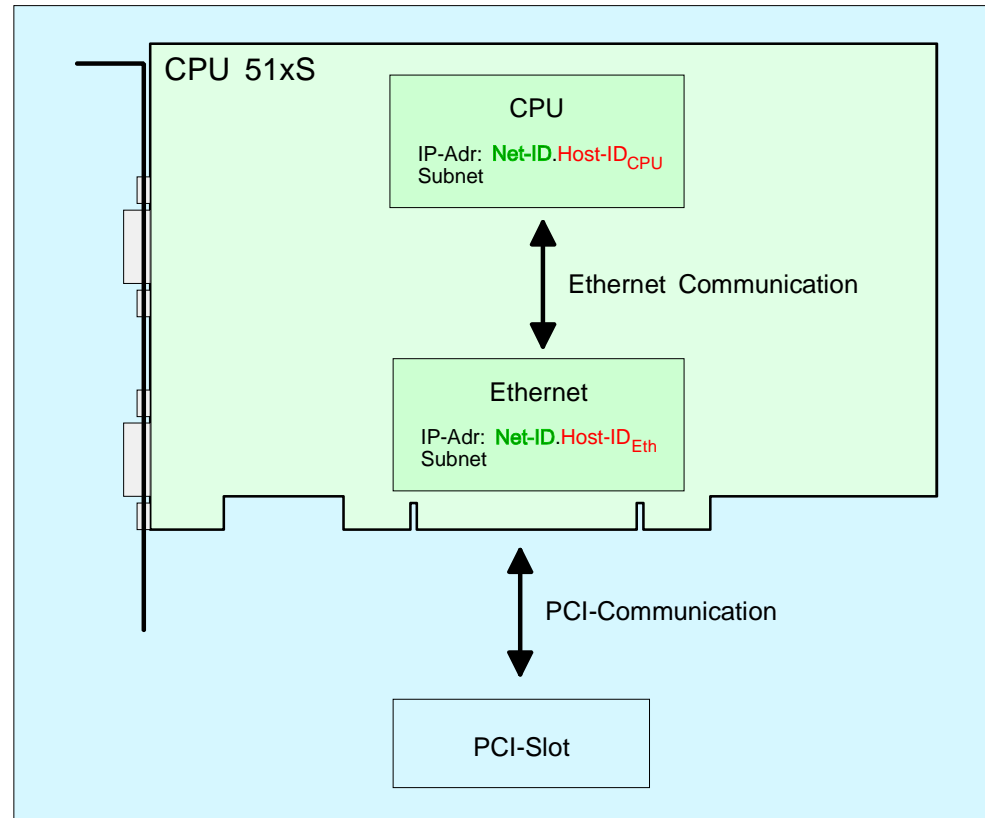 CPU 51xS
CPU
IP-Adr: Net-ID.Host-IDCPU
Subnet
Ethernet Communication
Ethernet
IP-Adr: Net-ID.Host-IDEth
Subnet
PCI-Communication
PCI-Slot